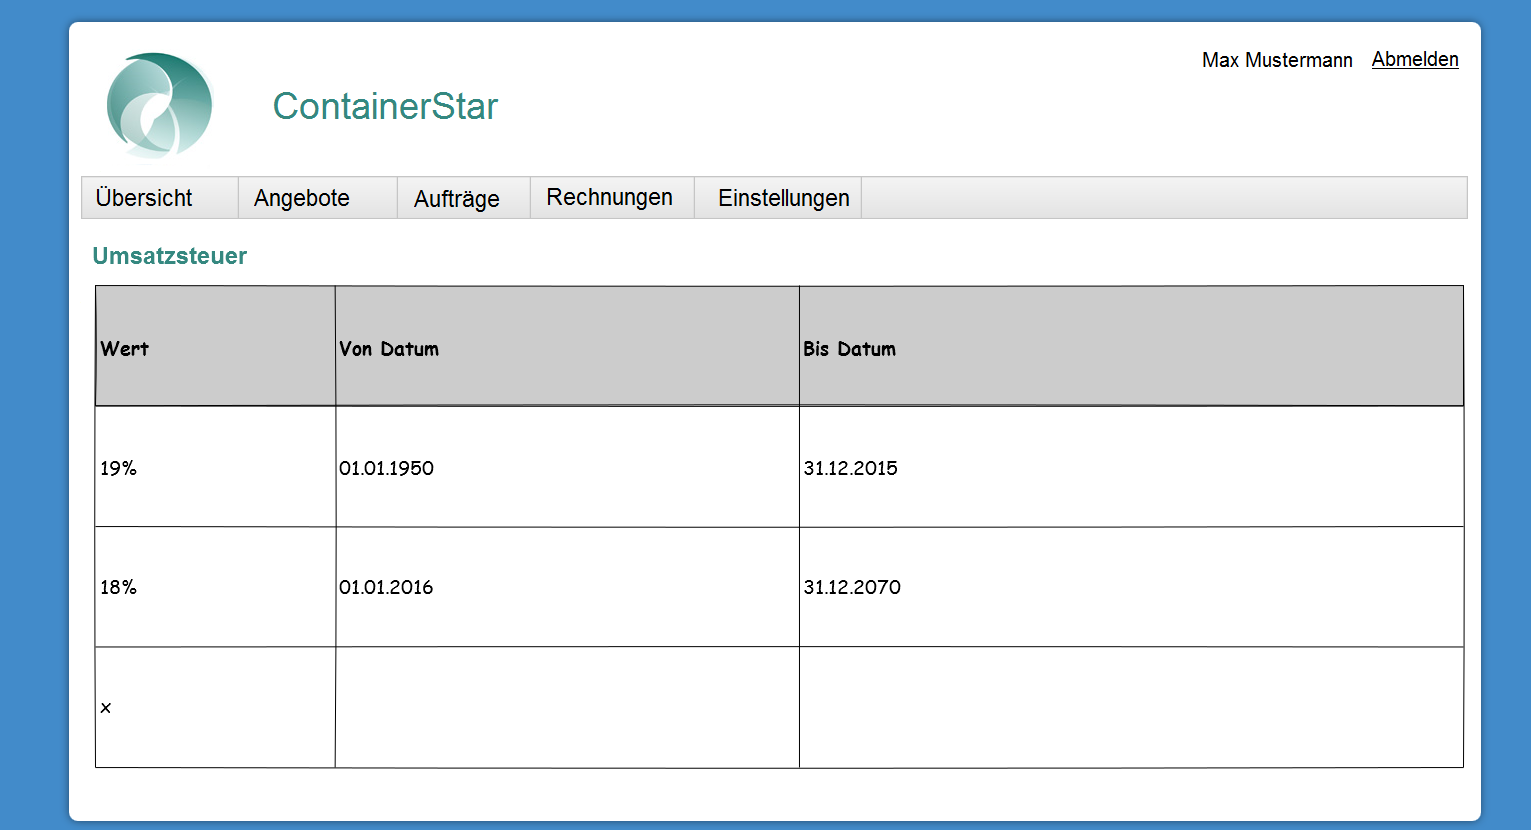 Max Mustermann Abmelden
ContainerStar
Übersicht Angebote Aufträge Rechnungen Einstellungen
Umsatzsteuer
Wert Von Datum Bis Datum
19% 01.01.1950 31.12.2015
18% 01.01.2016 31.12.2070
x